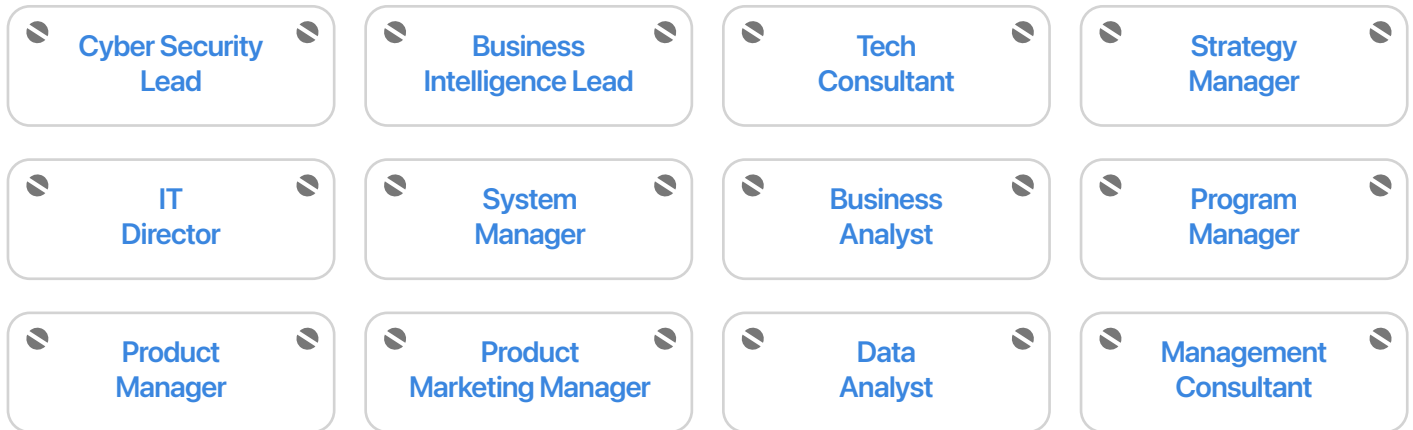 Cyber Security
Lead
Business
Intelligence Lead
Tech
Consultant
Strategy
Manager
IT
Director
System
Manager
Business
Analyst
Program
Manager
Product
Manager
Product
Marketing Manager
Data
Analyst
Management
Consultant